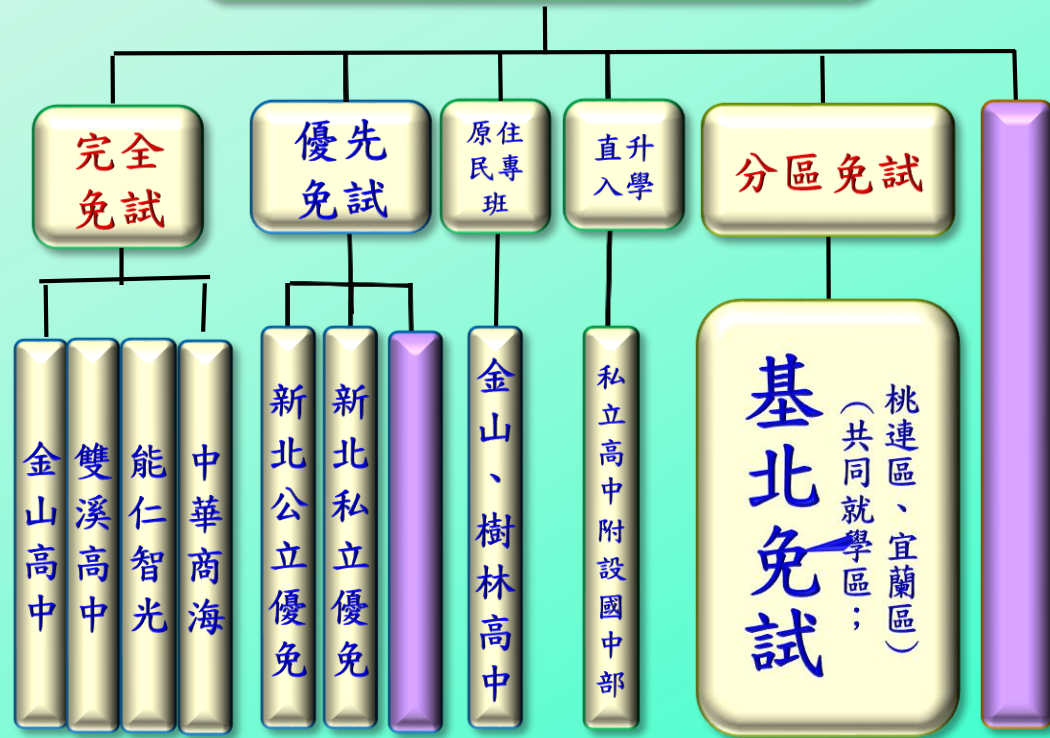 完全
免試
優先
免試
原住
民專
班
直升
入學
分區免試
金山高中
雙溪高中
能仁智光
中華商海
新北公立優免
新北私立優免
金山、樹林高中
私立高中附設國中部
基北免試
（共同就學區；
桃連區、宜蘭區）